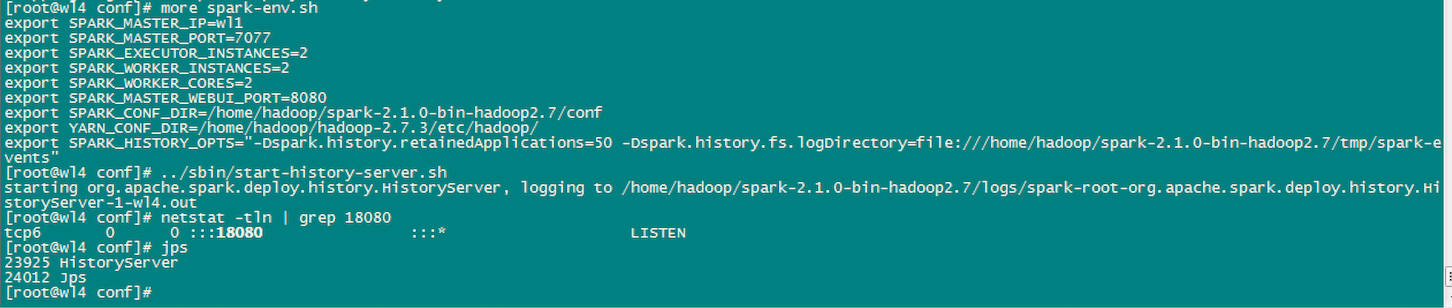 [root@wl4 conf]# more spark-env.sh
export SPARK_MASTER_IP=wl1
export SPARK_MASTER_PORT=7077
export SPARK_EXECUTOR_INSTANCES=2
export SPARK_WORKER_INSTANCES=2
export SPARK_WORKER_CORES=2
export SPARK_MASTER_WEBUI_PORT=8080
export SPARK_CONF_DIR=/home/hadoop/spark-2.1.0-bin-hadoop2.7/conf
export YARN_CONF_DIR=/home/hadoop/hadoop-2.7.3/etc/hadoop/
export SPARK_HISTORY_OPTS="-Dspark.history.retainedApplications=50 -Dspark.history.fs.logDirectory=file:///home/hadoop/spark-2.1.0-bin-hadoop2.7/tmp/spark-e
vents"
[root@wl4 conf]# ../sbin/start-history-server.sh
starting org.apache.spark.deploy.history.HistoryServer, logging to /home/hadoop/spark-2.1.0-bin-hadoop2.7/logs/spark-root-org.apache.spark.deploy.history.Hi
storyServer-1-wl4.out
[root@wl4 conf]# netstat -tln | grep 18080
tcp6 0 0 :::18080 :::* LISTEN
[root@wl4 conf]# jps
23925 HistoryServer
24012 Jps
[root@wl4 conf]#